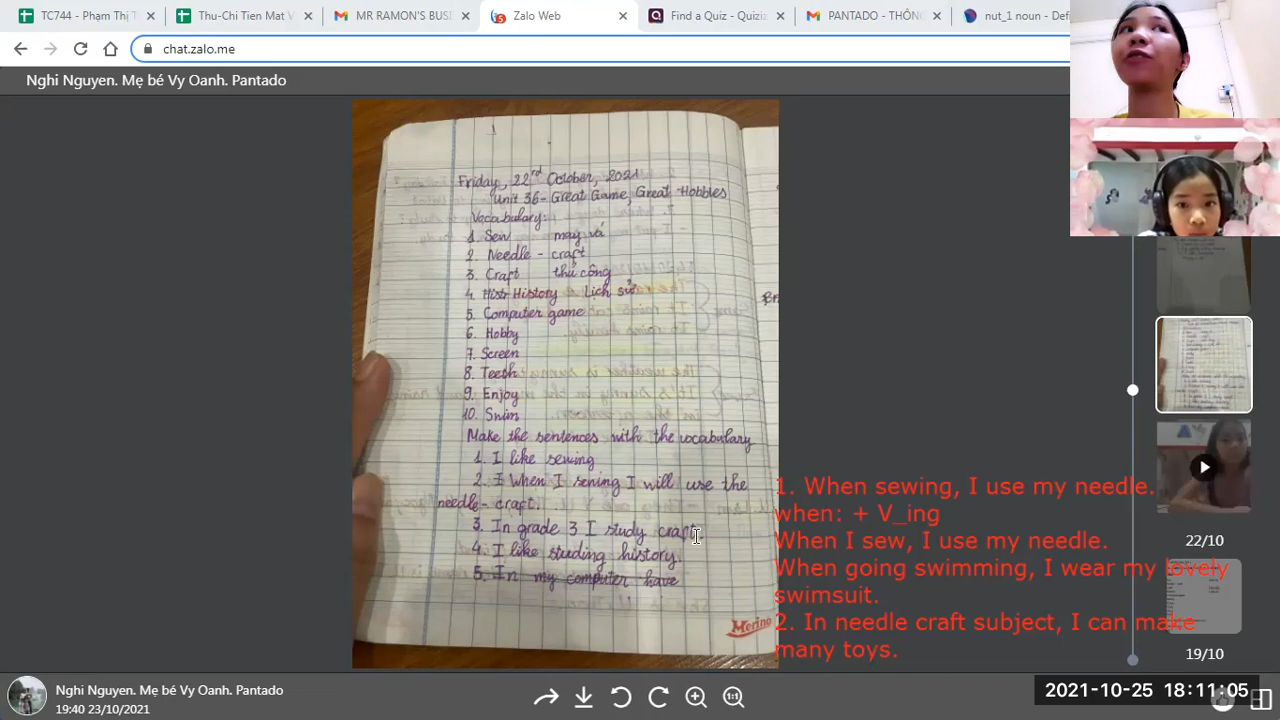 TC744 - Phạm Thị T
Thu-Chi Tien Mat V
MR RAMON'S BUSI
Zalo Web
Find a Quiz - Quiziz
PANTADO - THÔNG
nut_1 noun - Def
chat.zalo.me
Nghi Nguyen. Mẹ bé Vy Oanh. Pantado
Friday, 22nd October, 2021
Unit 36- Great Game, Great Hobbles
Vocabulary:
1. Sew may vá
2. Needle - craft
3. Craft thủ công
4. Histr History Lịch sử
5. Computer game
6. Hobby
7. Screen
8. Teeth
9. Enjoy
10. Swim
Make the sentences with the vocabulary
1. I like sewing
2. I When I sening I will use the
needle - craft.
3. In grade 3 I study craft.
4. I like studing history.
5. In my computer have
Merino
1. When sewing, I use my needle.
when: + V_ing
When I sew, I use my needle.
When going swimming, I wear my lovely
swimsuit.
2. In needle craft subject, I can make
many toys.
22/10
19/10
Nghi Nguyen. Mẹ bé Vy Oanh. Pantado
19:40 23/10/2021
1:1
2021-10-25 18:11:05